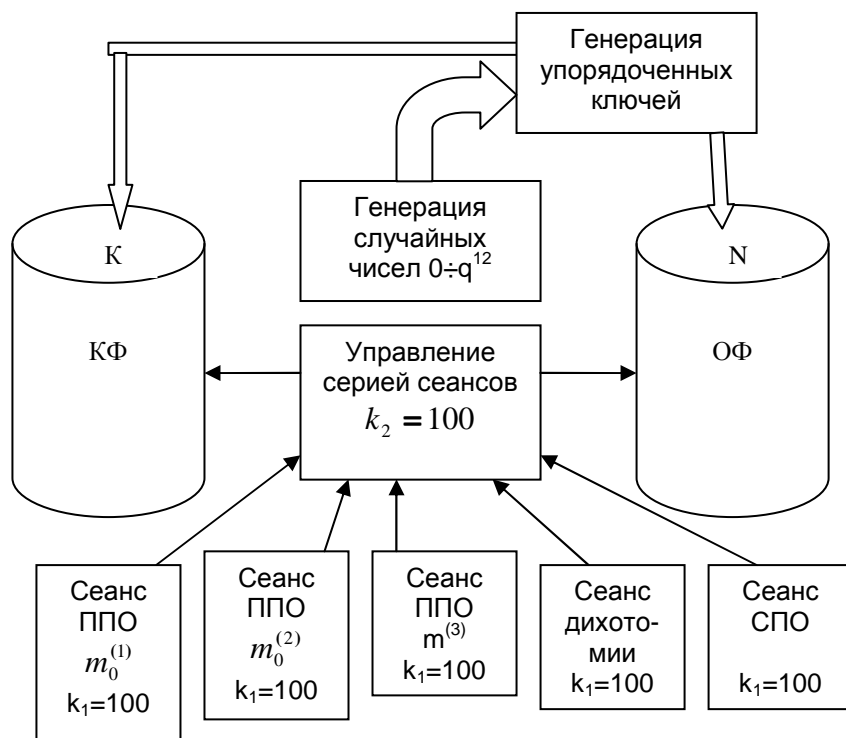 Генерация
упорядоченных
ключей
Генерация
случайных
чисел 0÷q¹²
К
КФ
N
ОФ
Управление
серией сеансов
k₂ = 100
Сеанс
ППО
m₀⁽¹⁾
k₁=100
Сеанс
ППО
m₀⁽²⁾
k₁=100
Сеанс
ППО
m⁽³⁾
k₁=100
Сеанс
дихото-
мии
k₁=100
Сеанс
СПО
k₁=100